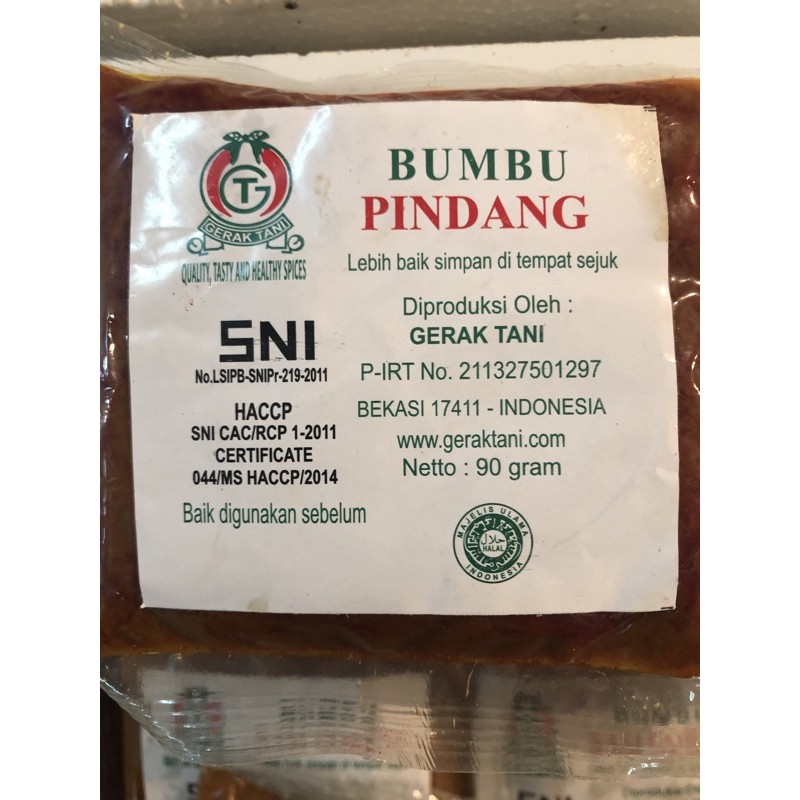 GT
GERAK TANI
QUALITY, TASTY AND HEALTHY SPICES
SNI
No.LSIPB-SNIPr-219-2011
HACCP
SNI CAC/RCP 1-2011
CERTIFICATE
044/MS HACCP/2014
Baik digunakan sebelum
BUMBU
PINDANG
Lebih baik simpan di tempat sejuk
Diproduksi Oleh :
GERAK TANI
P-IRT No. 211327501297
BEKASI 17411 - INDONESIA
www.geraktani.com
Netto : 90 gram
MAJELIS ULAMA
حلال
HALAL
INDONESIA